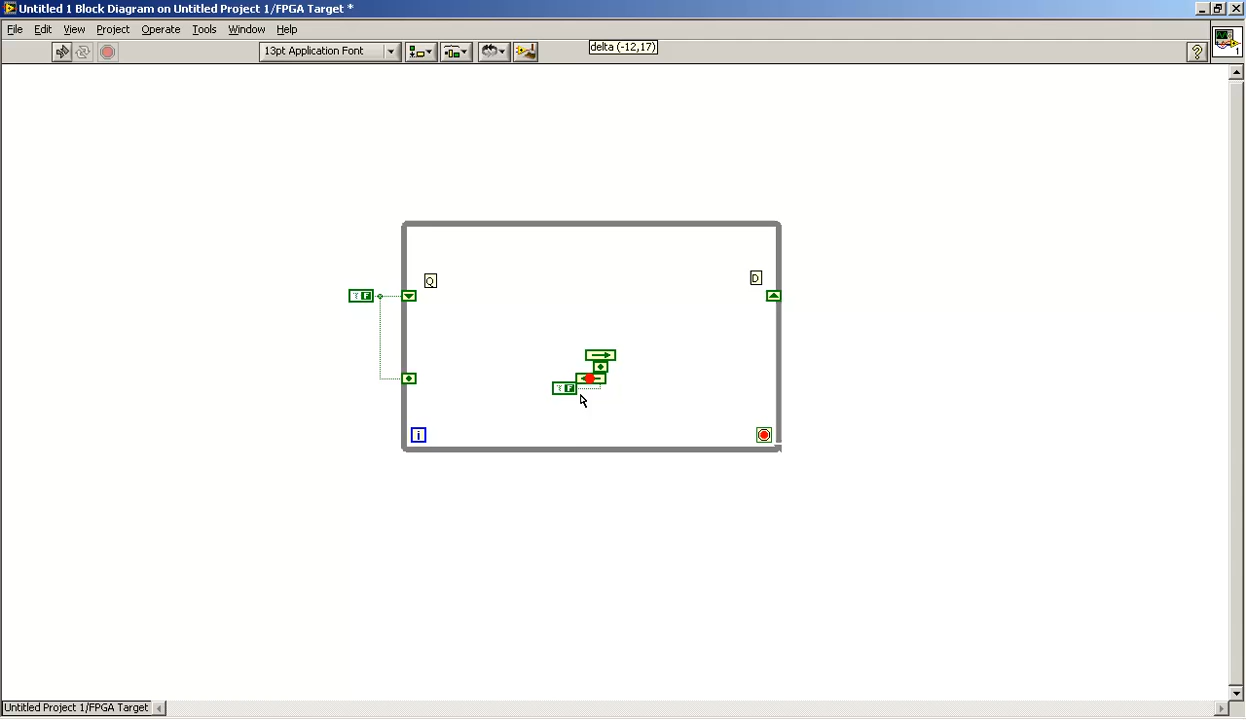 Untitled 1 Block Diagram on Untitled Project 1/FPGA Target *
File Edit View Project Operate Tools Window Help
13pt Application Font
delta (-12,17)
?
1
Q
D
F
F
i
Untitled Project 1/FPGA Target